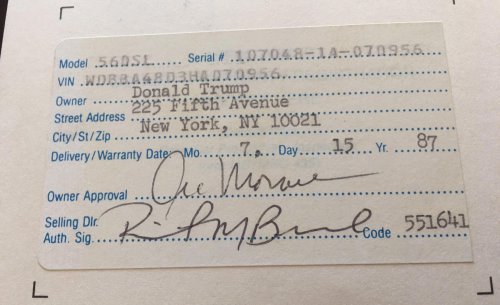 Model 560SL Serial # 107048-1A-070956
VIN WDBBA48D3HA070956
Owner Donald Trump
Street Address 225 Fifth Avenue
City/St/Zip New York, NY 10021
Delivery/Warranty Date: Mo. 7. Day 15 Yr. 87
Owner Approval
Selling Dlr.
Auth. Sig. Code 551641